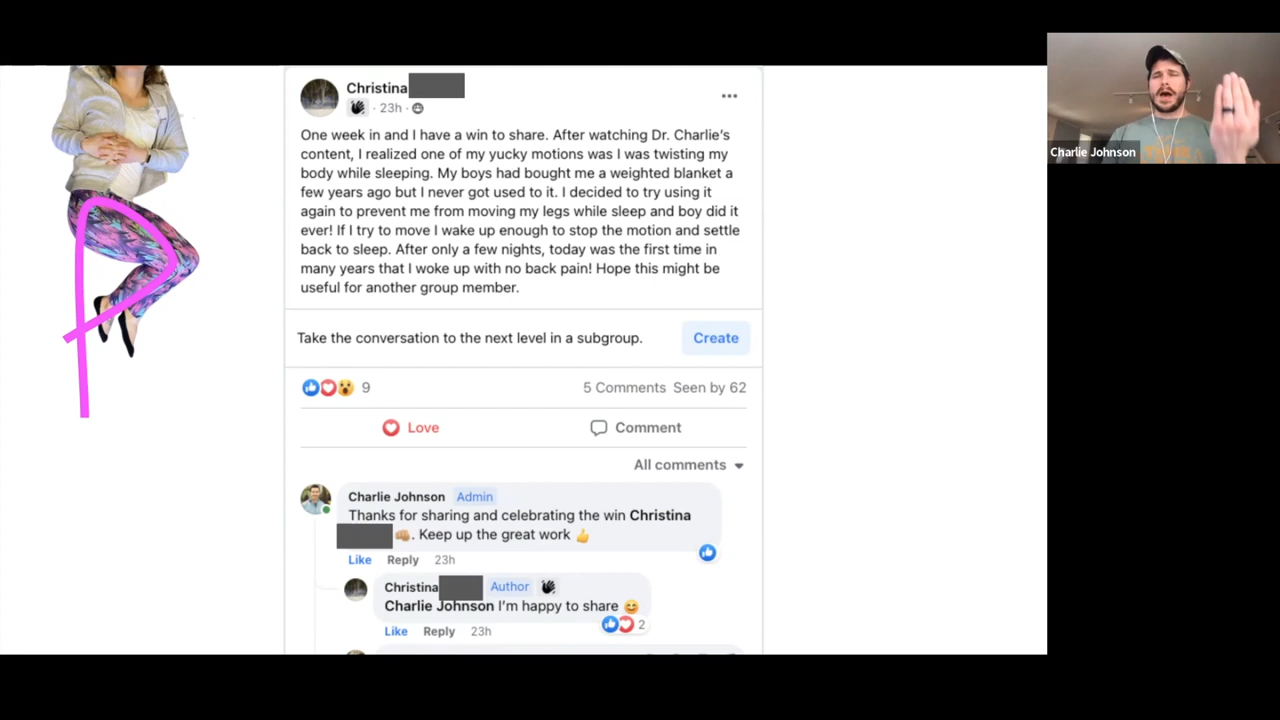 Christina
· 23h ·
One week in and I have a win to share. After watching Dr. Charlie's
content, I realized one of my yucky motions was I was twisting my
body while sleeping. My boys had bought me a weighted blanket a
few years ago but I never got used to it. I decided to try using it
again to prevent me from moving my legs while sleep and boy did it
ever! If I try to move I wake up enough to stop the motion and settle
back to sleep. After only a few nights, today was the first time in
many years that I woke up with no back pain! Hope this might be
useful for another group member.
Take the conversation to the next level in a subgroup. Create
9 5 Comments Seen by 62
Love Comment
All comments
Charlie Johnson Admin
Thanks for sharing and celebrating the win Christina
👊🏼. Keep up the great work 👍
Like Reply 23h
Christina Author
Charlie Johnson I'm happy to share 😊
2
Like Reply 23h
Charlie Johnson